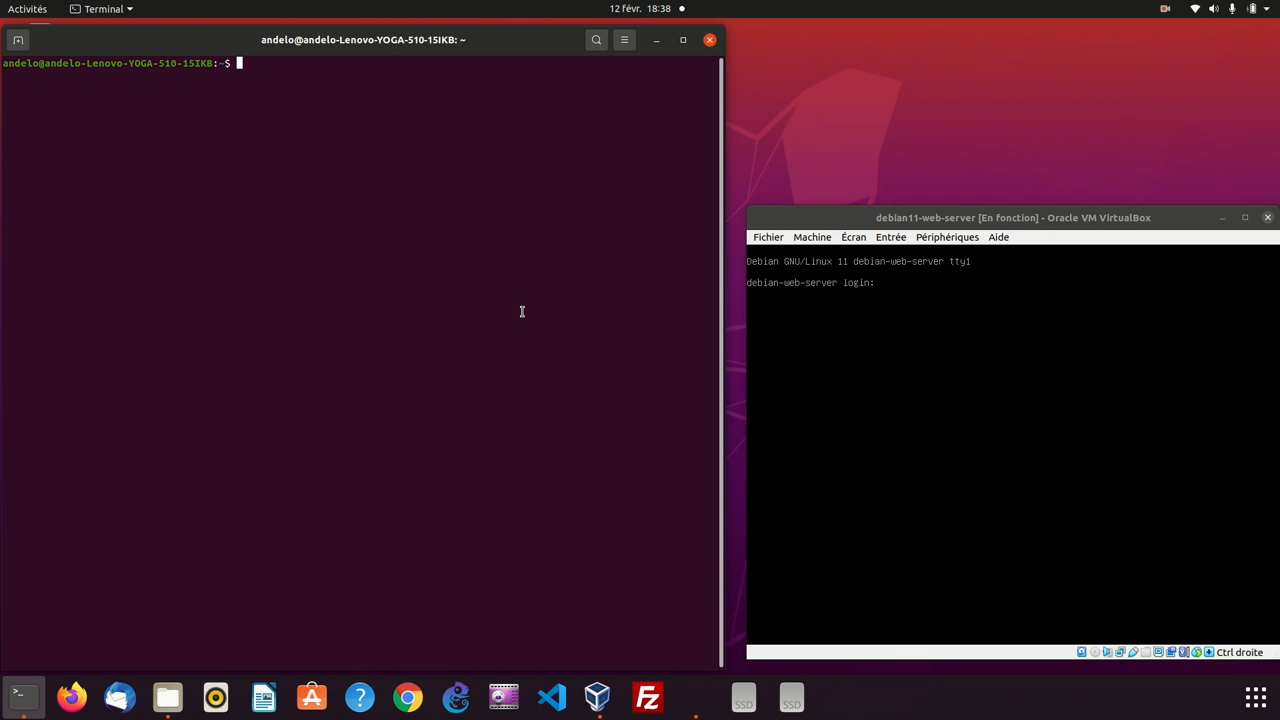 Activités
Terminal
12 févr. 18:38
andelo@andelo-Lenovo-YOGA-510-15IKB: ~
andelo@andelo-Lenovo-YOGA-510-15IKB:~$
debian11-web-server [En fonction] - Oracle VM VirtualBox
Fichier Machine Écran Entrée Périphériques Aide
Debian GNU/Linux 11 debian-web-server tty1
debian-web-server login:
Ctrl droite
>_
Fz
SSD
SSD